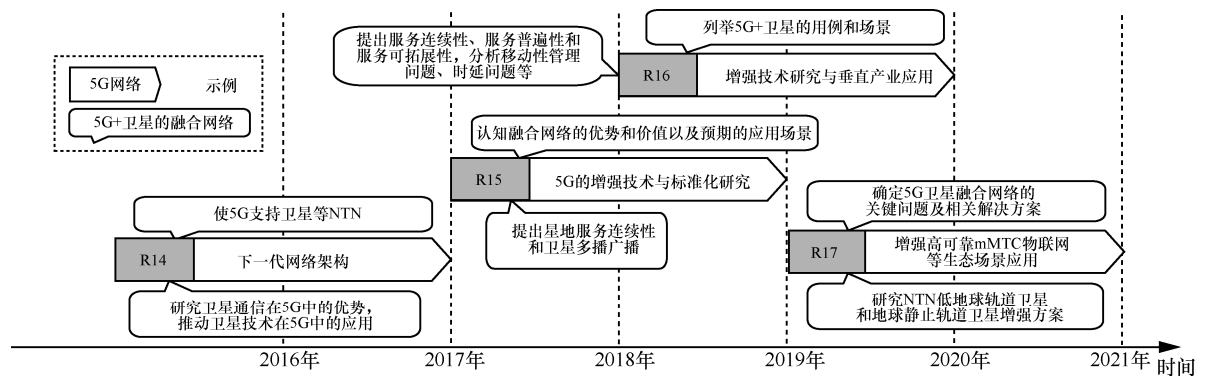 5G网络
示例
5G+卫星的融合网络
提出服务连续性、服务普遍性和
服务可拓展性，分析移动性管理
问题、时延问题等
列举5G+卫星的用例和场景
R16
增强技术研究与垂直产业应用
认知融合网络的优势和价值以及预期的应用场景
R15
5G的增强技术与标准化研究
提出星地服务连续性
和卫星多播广播
使5G支持卫星等NTN
R14
下一代网络架构
研究卫星通信在5G中的优势，
推动卫星技术在5G中的应用
确定5G卫星融合网络的
关键问题及相关解决方案
R17
增强高可靠mMTC物联网
等生态场景应用
研究NTN低地球轨道卫星
和地球静止轨道卫星增强方案
2016年
2017年
2018年
2019年
2020年
2021年
时间